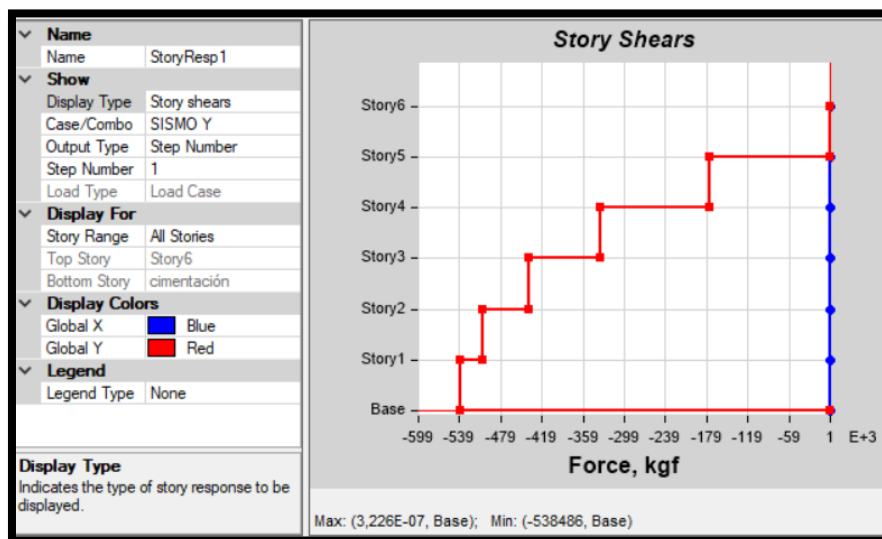 Name
Name StoryResp1
Show
Display Type Story shears
Case/Combo SISMO Y
Output Type Step Number
Step Number 1
Load Type Load Case
Display For
Story Range All Stories
Top Story Story6
Bottom Story cimentación
Display Colors
Global X Blue
Global Y Red
Legend
Legend Type None
Display Type
Indicates the type of story response to be
displayed.
Story Shears
Story6
Story5
Story4
Story3
Story2
Story1
Base
-599 -539 -479 -419 -359 -299 -239 -179 -119 -59 1 E+3
Force, kgf
Max: (3,226E-07, Base); Min: (-538486, Base)